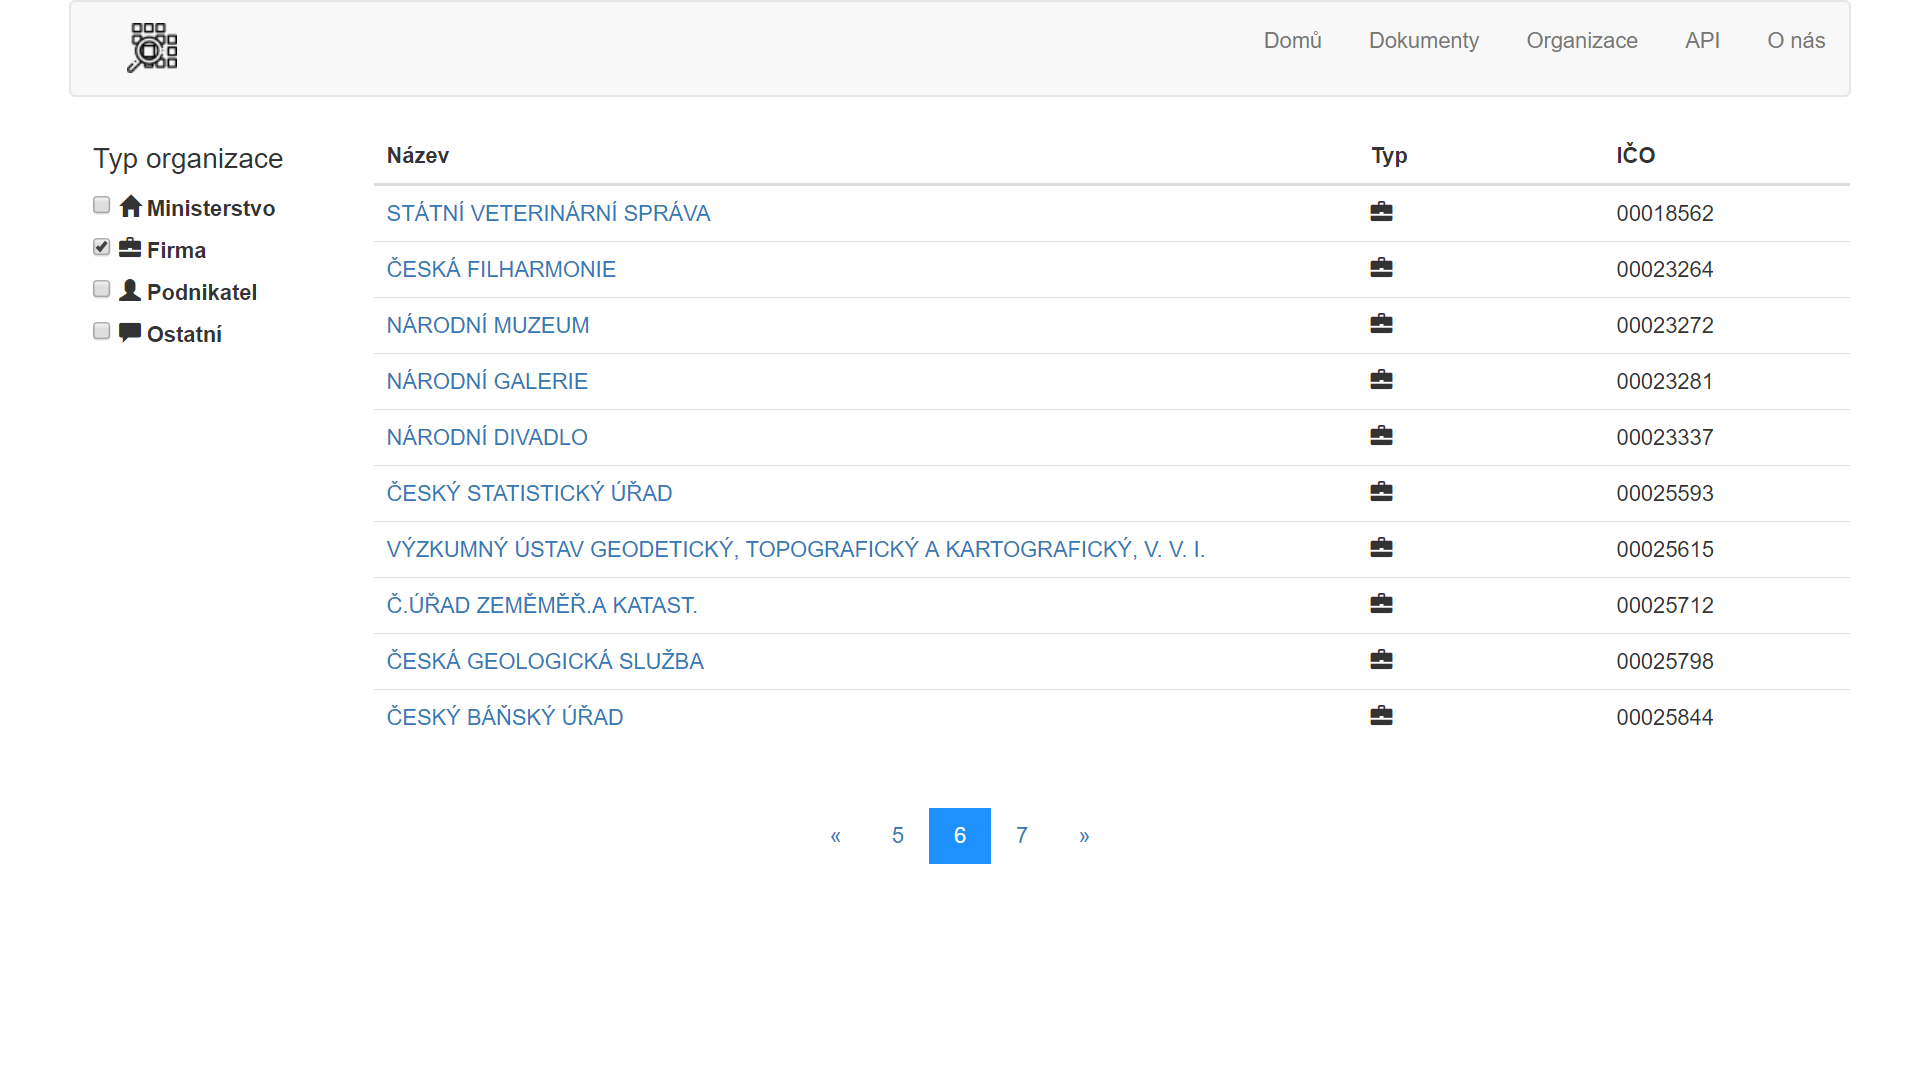 Domů Dokumenty Organizace API O nás
Typ organizace
Ministerstvo
Firma
Podnikatel
Ostatní
Název Typ IČO
STÁTNÍ VETERINÁRNÍ SPRÁVA 00018562
ČESKÁ FILHARMONIE 00023264
NÁRODNÍ MUZEUM 00023272
NÁRODNÍ GALERIE 00023281
NÁRODNÍ DIVADLO 00023337
ČESKÝ STATISTICKÝ ÚŘAD 00025593
VÝZKUMNÝ ÚSTAV GEODETICKÝ, TOPOGRAFICKÝ A KARTOGRAFICKÝ, V. V. I. 00025615
Č.ÚŘAD ZEMĚMĚŘ.A KATAST. 00025712
ČESKÁ GEOLOGICKÁ SLUŽBA 00025798
ČESKÝ BÁŇSKÝ ÚŘAD 00025844
« 5 6 7 »